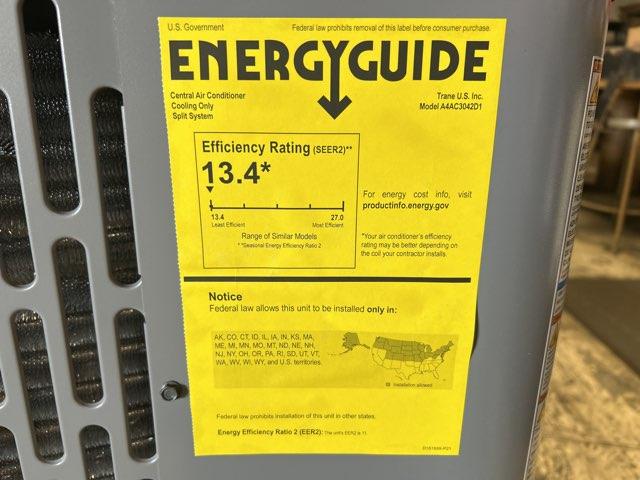 U.S. Government
Federal law prohibits removal of this label before consumer purchase.
ENERGYGUIDE
Central Air Conditioner
Cooling Only
Split System
Trane U.S. Inc.
Model A4AC3042D1
Efficiency Rating (SEER2)**
13.4*
13.4
Least Efficient
27.0
Most Efficient
Range of Similar Models
**Seasonal Energy Efficiency Ratio 2
For energy cost info, visit
productinfo.energy.gov
*Your air conditioner's efficiency
rating may be better depending on
the coil your contractor installs.
Notice
Federal law allows this unit to be installed only in:
AK, CO, CT, ID, IL, IA, IN, KS, MA,
ME, MI, MN, MO, MT, ND, NE, NH,
NJ, NY, OH, OR, PA, RI, SD, UT, VT,
WA, WV, WI, WY, and U.S. territories.
Installation allowed
Federal law prohibits installation of this unit in other states.
Energy Efficiency Ratio 2 (EER2): The unit's EER2 is 11.